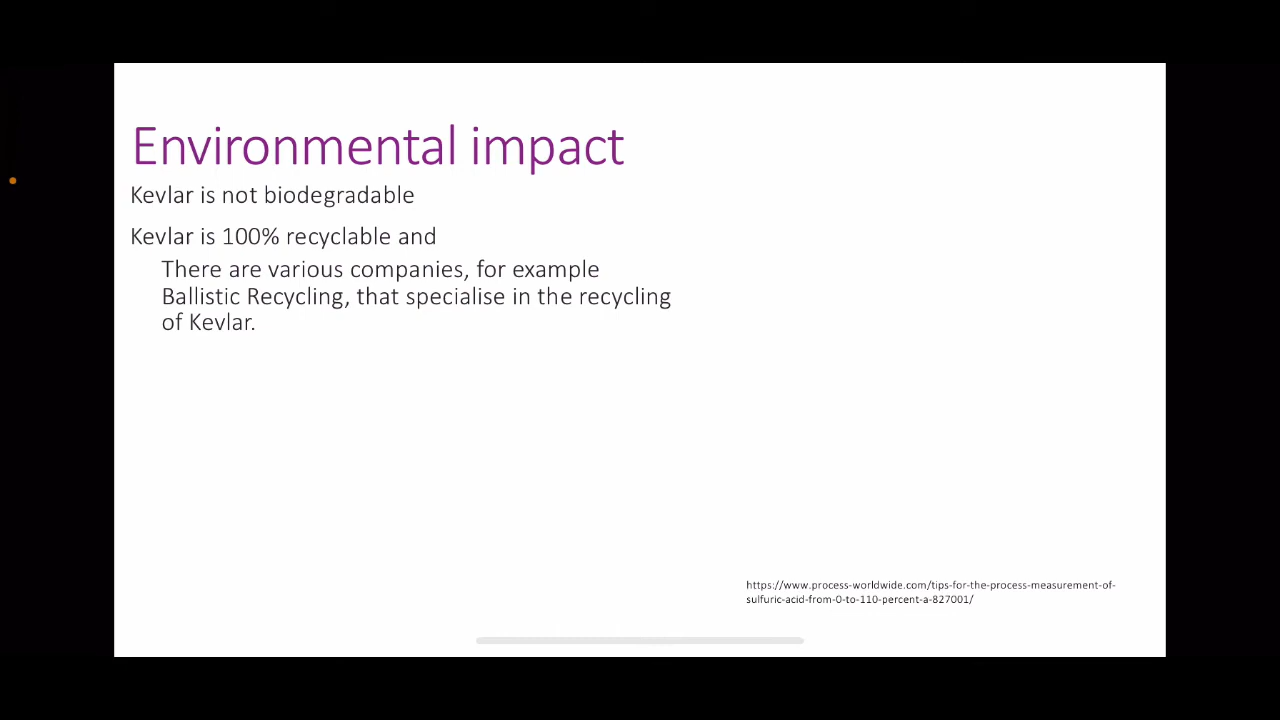 Environmental impact
Kevlar is not biodegradable
Kevlar is 100% recyclable and
There are various companies, for example
Ballistic Recycling, that specialise in the recycling
of Kevlar.
https://www.process-worldwide.com/tips-for-the-process-measurement-of-
sulfuric-acid-from-0-to-110-percent-a-827001/